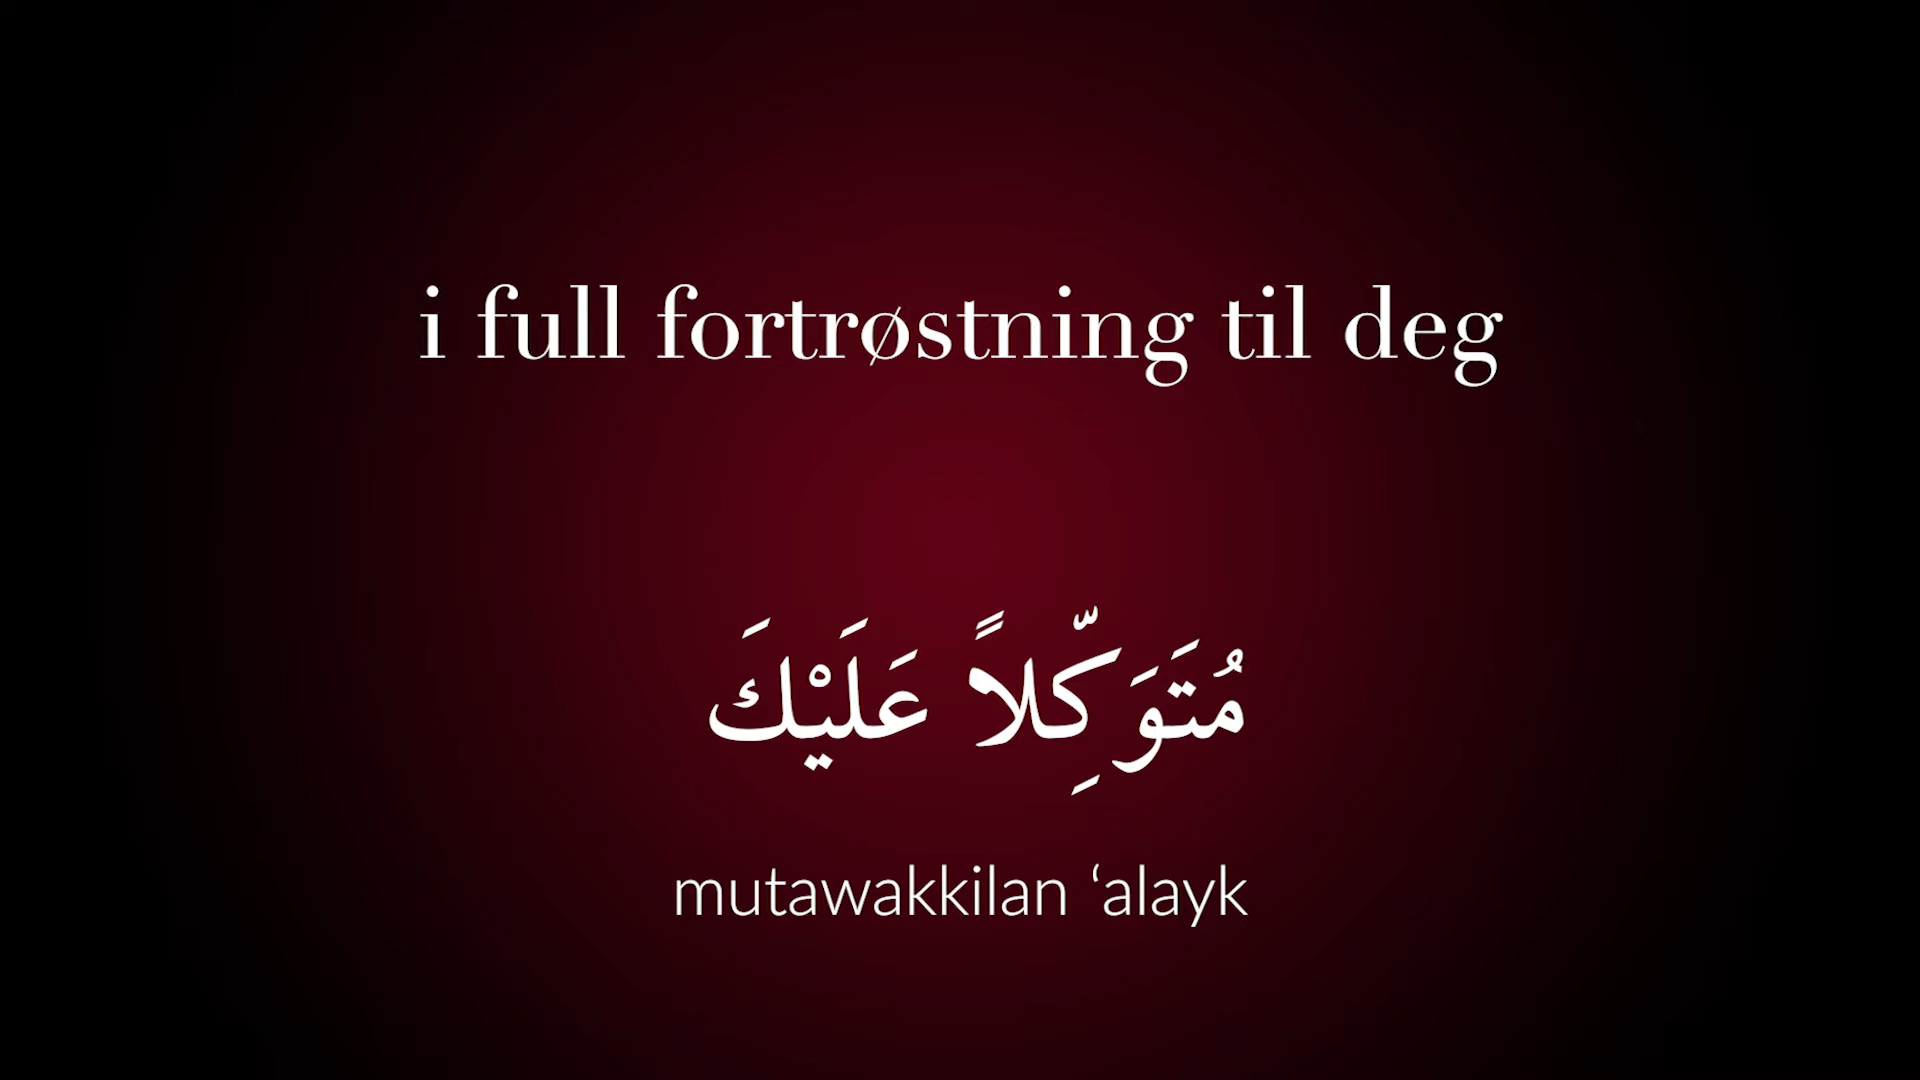 i full fortrøstning til deg
مُتَوَكِّلاً عَلَيْكَ
mutawakkilan ‘alayk